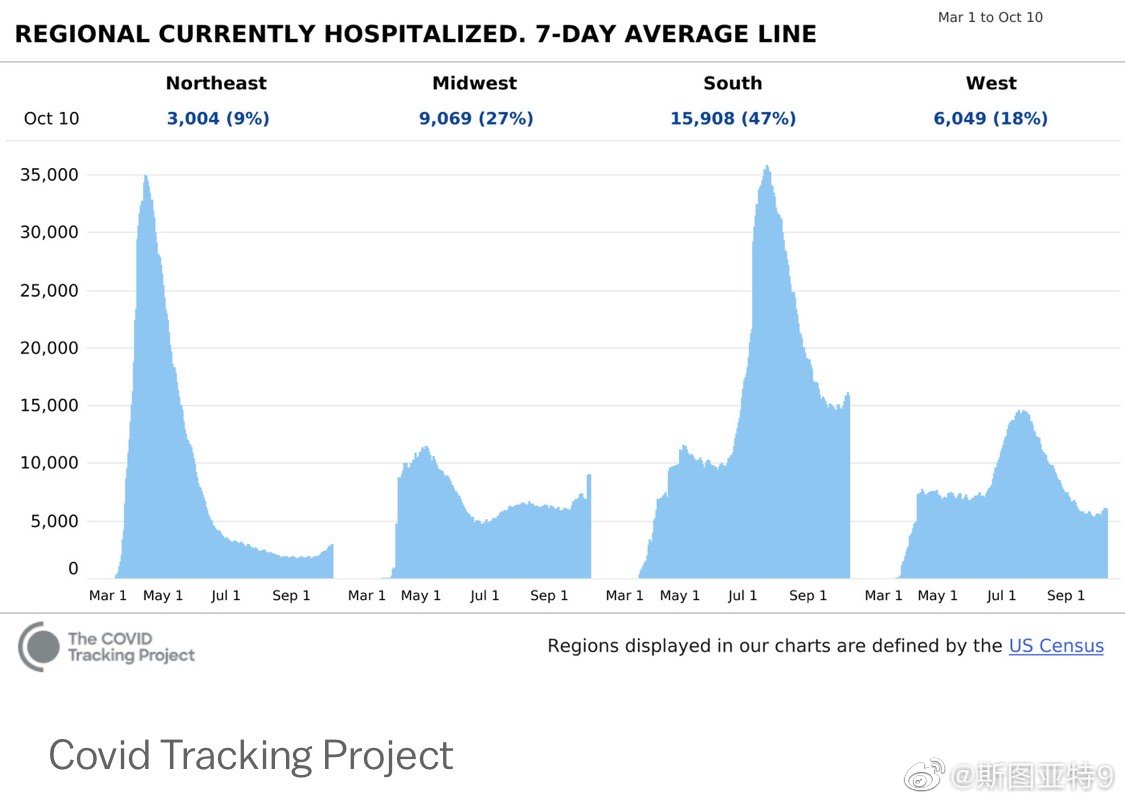 Mar 1 to Oct 10
REGIONAL CURRENTLY HOSPITALIZED. 7-DAY AVERAGE LINE
Northeast Midwest South West
Oct 10 3,004 (9%) 9,069 (27%) 15,908 (47%) 6,049 (18%)
35,000
30,000
25,000
20,000
15,000
10,000
5,000
0
Mar 1 May 1 Jul 1 Sep 1 Mar 1 May 1 Jul 1 Sep 1 Mar 1 May 1 Jul 1 Sep 1 Mar 1 May 1 Jul 1 Sep 1
The COVID
Tracking Project
Regions displayed in our charts are defined by the US Census
Covid Tracking Project
@斯图亚特9